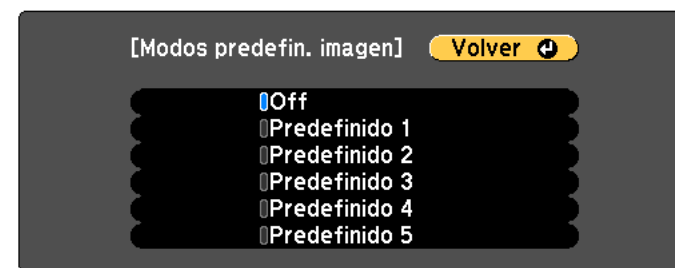 [Modos predefin. imagen] Volver
Off
Predefinido 1
Predefinido 2
Predefinido 3
Predefinido 4
Predefinido 5